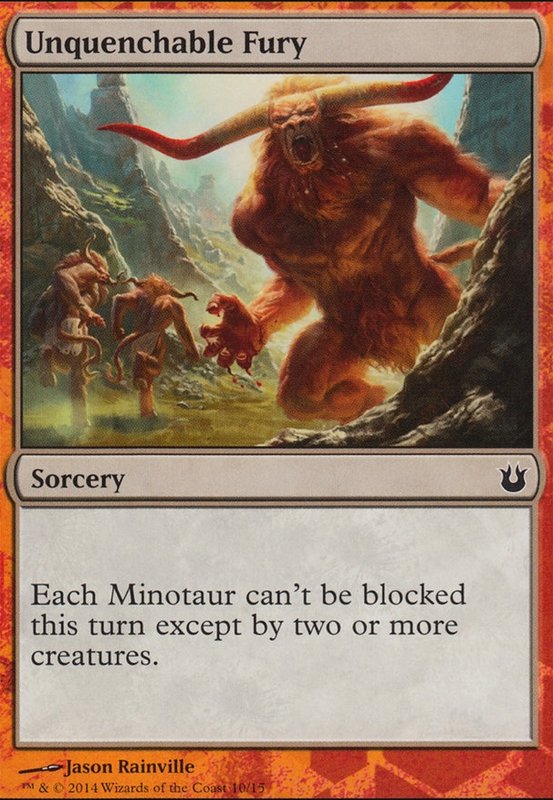 Unquenchable Fury
Sorcery
Each Minotaur can't be blocked
this turn except by two or more
creatures.
Jason Rainville
™ & © 2014 Wizards of the Coast 10/15